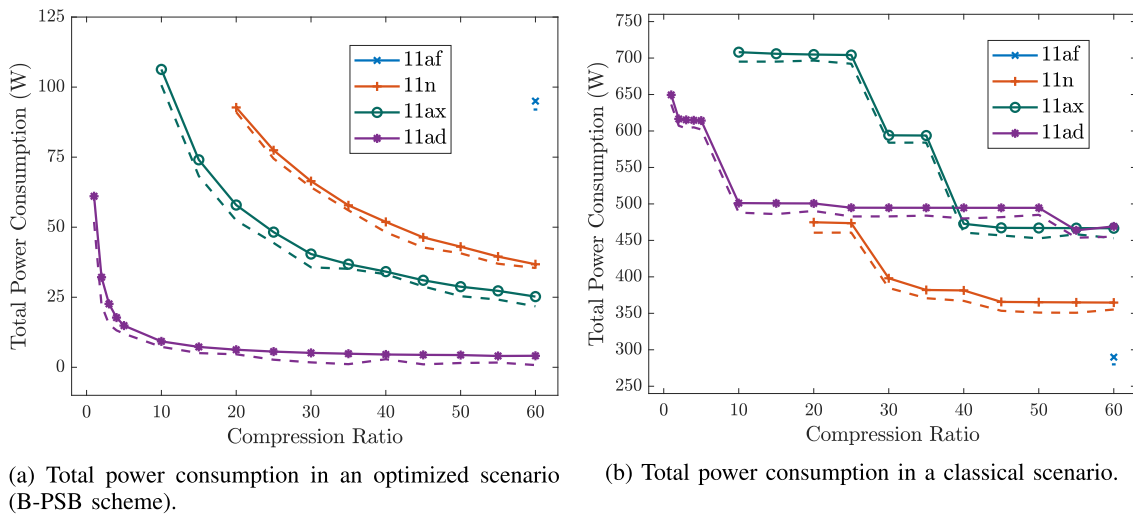 125
100
75
50
25
0
Total Power Consumption (W)
11af
11n
11ax
11ad
0 10 20 30 40 50 60
Compression Ratio
(a) Total power consumption in an optimized scenario
(B-PSB scheme).
750
700
650
600
550
500
450
400
350
300
250
Total Power Consumption (W)
11af
11n
11ax
11ad
0 10 20 30 40 50 60
Compression Ratio
(b) Total power consumption in a classical scenario.